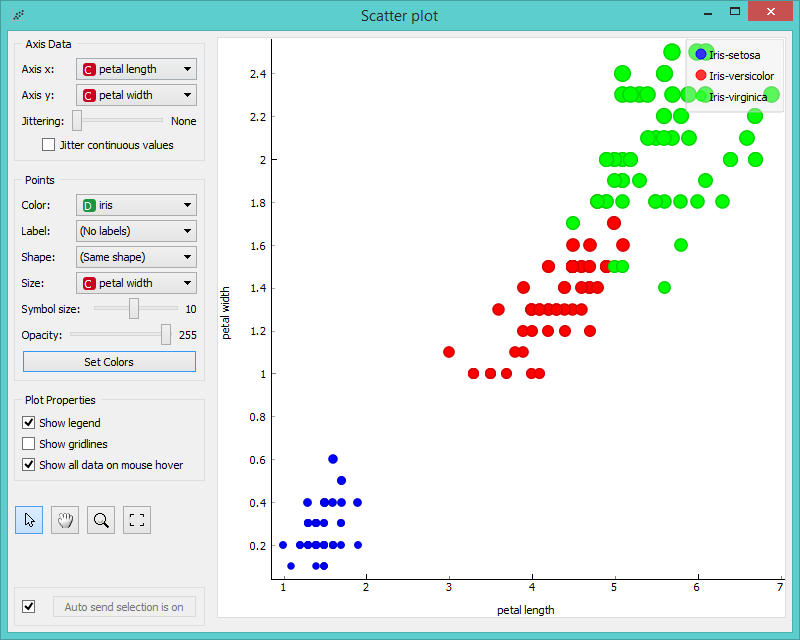 Scatter plot
Axis Data
Axis x: C petal length
Axis y: C petal width
Jittering: None
Jitter continuous values
Points
Color: D iris
Label: (No labels)
Shape: (Same shape)
Size: C petal width
Symbol size: 10
Opacity: 255
Set Colors
Plot Properties
Show legend
Show gridlines
Show all data on mouse hover
Auto send selection is on
Iris-setosa
Iris-versicolor
Iris-virginica
petal width
2.4
2.2
2
1.8
1.6
1.4
1.2
1
0.8
0.6
0.4
0.2
1 2 3 4 5 6 7
petal length